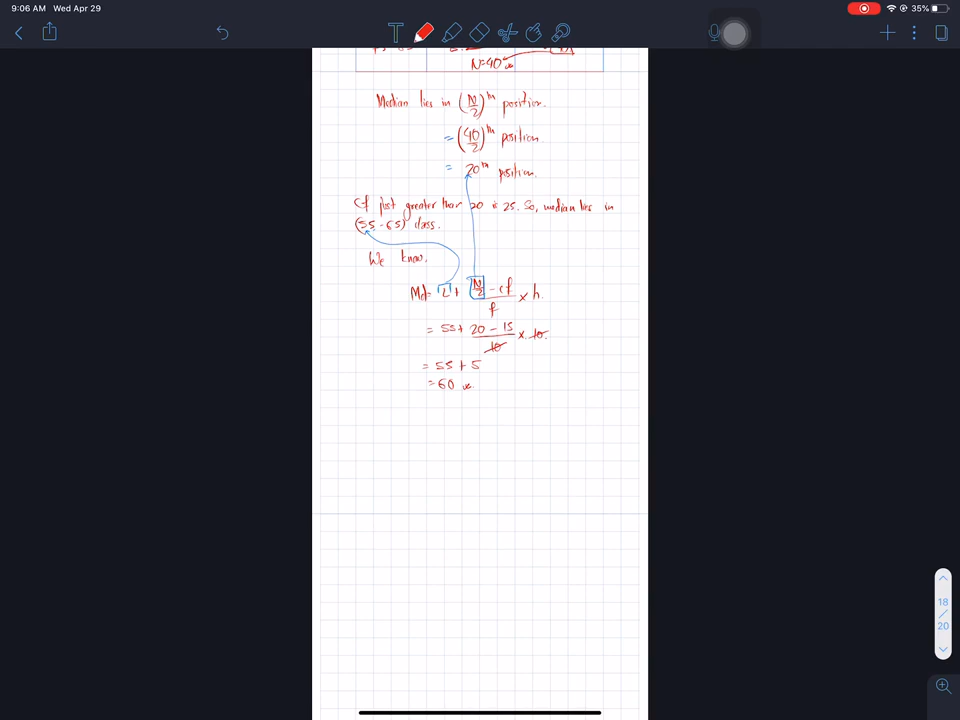 9:06 AM Wed Apr 29
35%
N=40
Median lies in (N/2)th position.
= (40/2)th position
= 20th position.
Cf just greater than 20 is 25. So, median lies in
(55-65) class.
We know.
Md = L + N/2 - cf / f × h.
= 55 + 20 - 15 / 10 × 10.
= 55 + 5
= 60
18
/
20